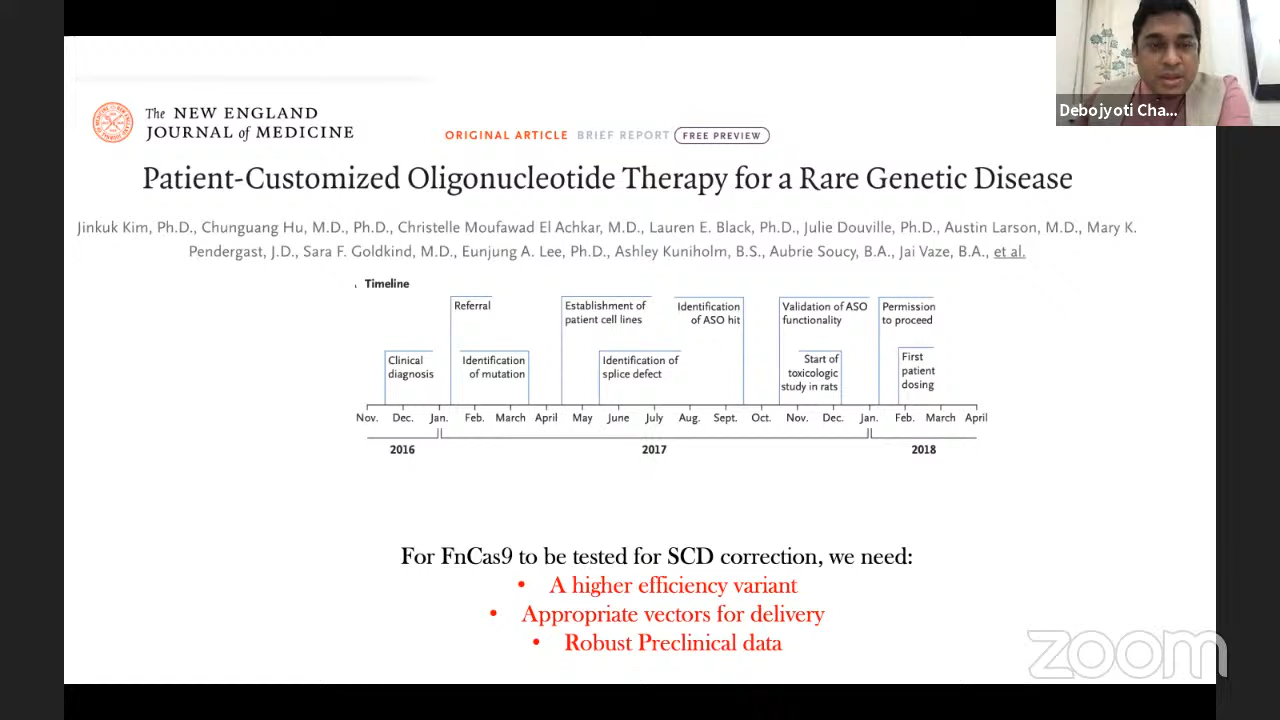 Debojyoti Cha...
The NEW ENGLAND
JOURNAL of MEDICINE
ORIGINAL ARTICLE BRIEF REPORT FREE PREVIEW
Patient-Customized Oligonucleotide Therapy for a Rare Genetic Disease
Jinkuk Kim, Ph.D., Chunguang Hu, M.D., Ph.D., Christelle Moufawad El Achkar, M.D., Lauren E. Black, Ph.D., Julie Douville, Ph.D., Austin Larson, M.D., Mary K.
Pendergast, J.D., Sara F. Goldkind, M.D., Eunjung A. Lee, Ph.D., Ashley Kuniholm, B.S., Aubrie Soucy, B.A., Jai Vaze, B.A., et al.
Timeline
Referral
Establishment of
patient cell lines
Identification
of ASO hit
Validation of ASO
functionality
Permission
to proceed
Clinical
diagnosis
Identification
of mutation
Identification of
splice defect
Start of
toxicologic
study in rats
First
patient
dosing
Nov. Dec. Jan. Feb. March April May June July Aug. Sept. Oct. Nov. Dec. Jan. Feb. March April
2016 2017 2018
For FnCas9 to be tested for SCD correction, we need:
• A higher efficiency variant
• Appropriate vectors for delivery
• Robust Preclinical data
zoom